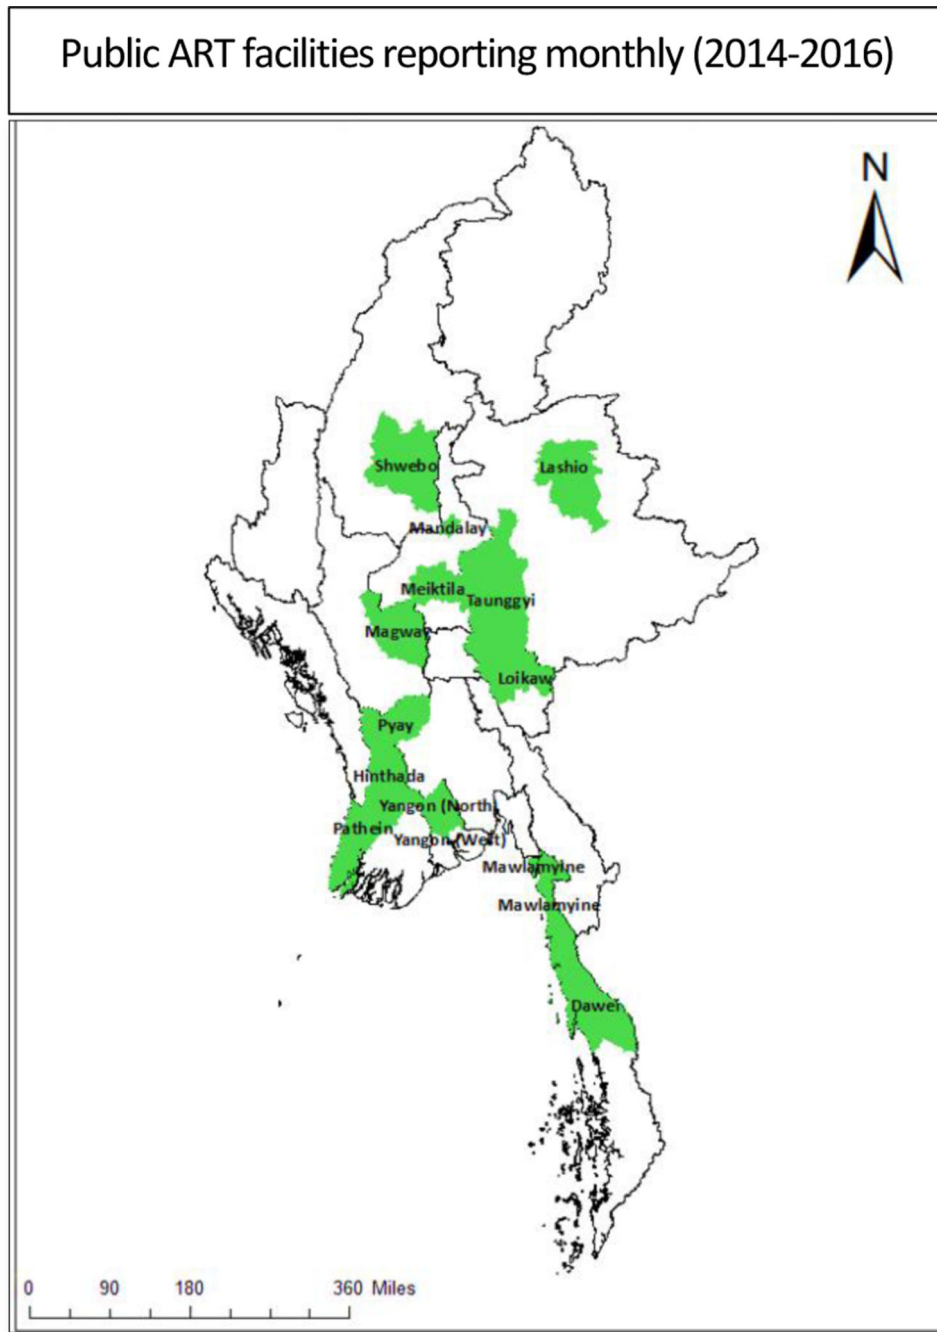 Public ART facilities reporting monthly (2014-2016)
N
Shwebo
Lashio
Mandalay
Meiktila
Taunggyi
Magway
Loikaw
Pyay
Hinthada
Yangon (North)
Pathein
Yangon (West)
Mawlamyine
Mawlamyine
Dawei
0 90 180 360 Miles